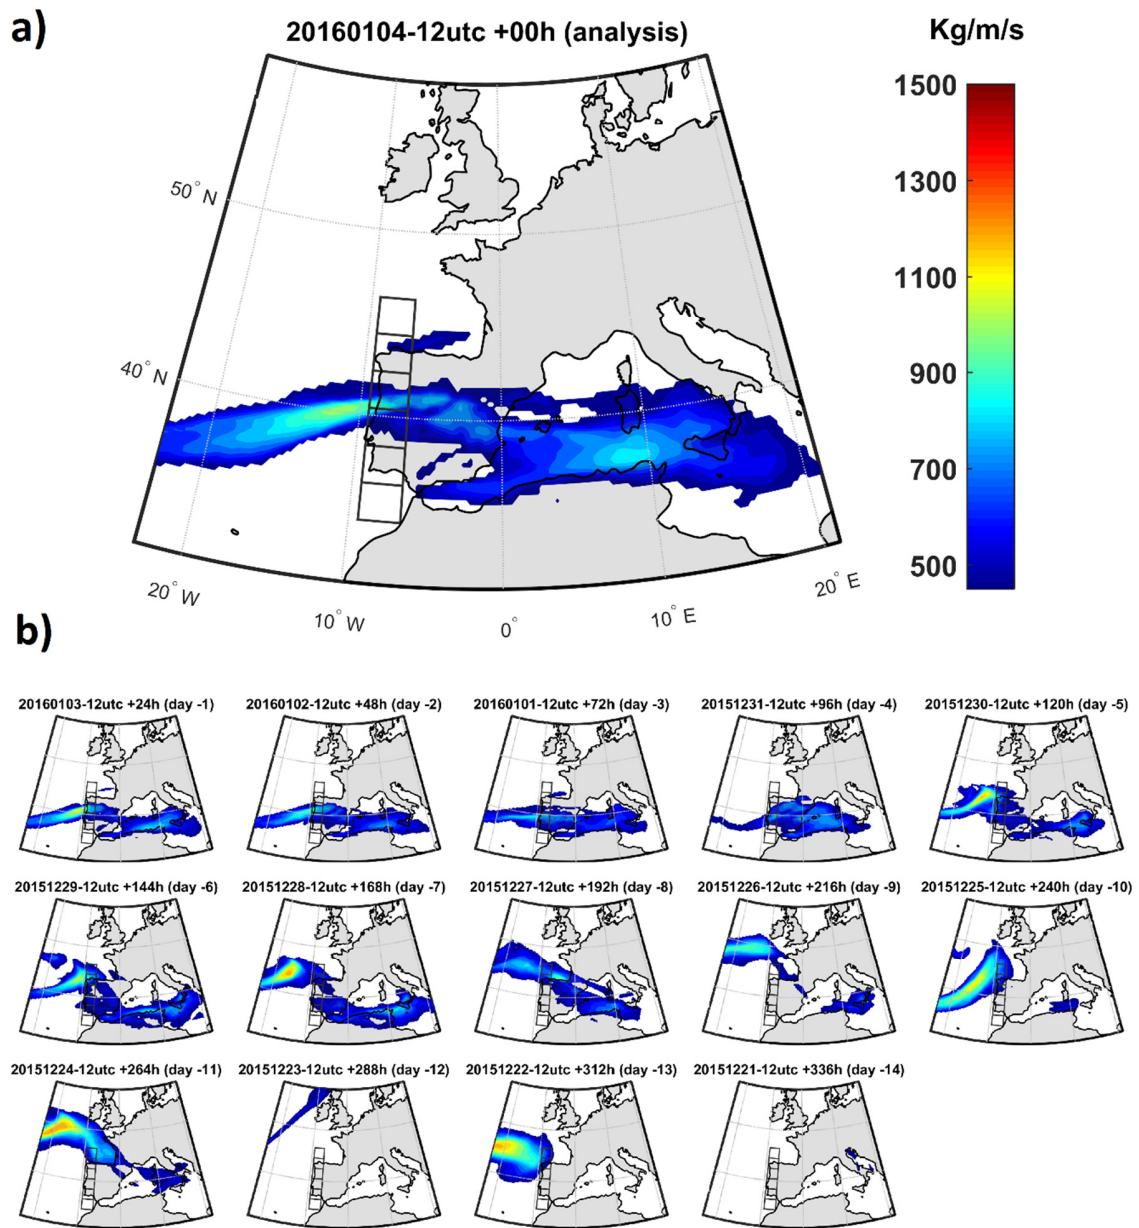 a)
20160104-12utc +00h (analysis)
Kg/m/s
1500
1300
1100
900
700
500
50° N
40° N
20° W
10° W
0°
10° E
20° E
b)
20160103-12utc +24h (day -1)
20160102-12utc +48h (day -2)
20160101-12utc +72h (day -3)
20151231-12utc +96h (day -4)
20151230-12utc +120h (day -5)
20151229-12utc +144h (day -6)
20151228-12utc +168h (day -7)
20151227-12utc +192h (day -8)
20151226-12utc +216h (day -9)
20151225-12utc +240h (day -10)
20151224-12utc +264h (day -11)
20151223-12utc +288h (day -12)
20151222-12utc +312h (day -13)
20151221-12utc +336h (day -14)